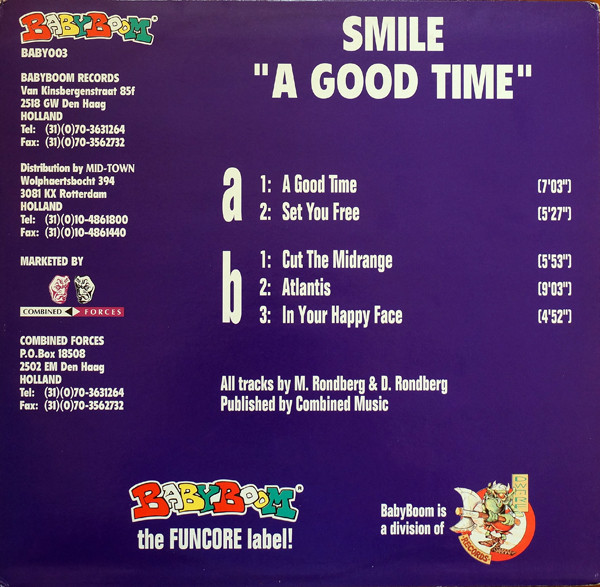 BABYBOOM
BABY003
BABYBOOM RECORDS
Van Kinsbergenstraat 85f
2518 GW Den Haag
HOLLAND
Tel: (31)(0)70-3631264
Fax: (31)(0)70-3562732
Distribution by MID-TOWN
Wolphaertsbocht 394
3081 KX Rotterdam
HOLLAND
Tel: (31)(0)10-4861800
Fax: (31)(0)10-4861440
MARKETED BY
COMBINED FORCES
COMBINED FORCES
P.O.Box 18508
2502 EM Den Haag
HOLLAND
Tel: (31)(0)70-3631264
Fax: (31)(0)70-3562732
SMILE
"A GOOD TIME"
a
1: A Good Time (7'03")
2: Set You Free (5'27")
b
1: Cut The Midrange (5'53")
2: Atlantis (9'03")
3: In Your Happy Face (4'52")
All tracks by M. Rondberg & D. Rondberg
Published by Combined Music
BABYBOOM
the FUNCORE label!
BabyBoom is
a division of
DWARF
RECORDS